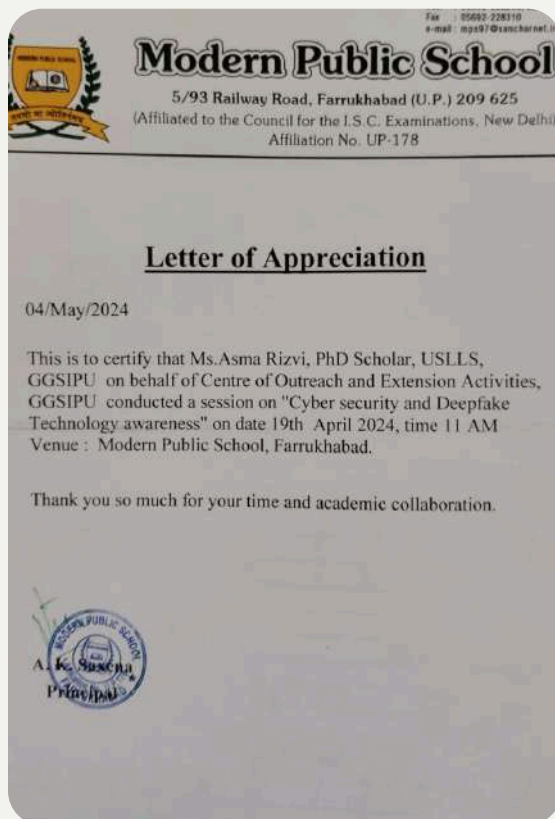 Fax : 05692-228310
e-mail : mps97@sancharnet.in
MODERN PUBLIC SCHOOL
Modern Public School
5/93 Railway Road, Farrukhabad (U.P.) 209 625
(Affiliated to the Council for the I.S.C. Examinations, New Delhi)
Affiliation No. UP-178
Letter of Appreciation
04/May/2024
This is to certify that Ms.Asma Rizvi, PhD Scholar, USLLS,
GGSIPU on behalf of Centre of Outreach and Extension Activities,
GGSIPU conducted a session on "Cyber security and Deepfake
Technology awareness" on date 19th April 2024, time 11 AM
Venue : Modern Public School, Farrukhabad.
Thank you so much for your time and academic collaboration.
MODERN PUBLIC SCHOOL
A. K. Saxena
Principal